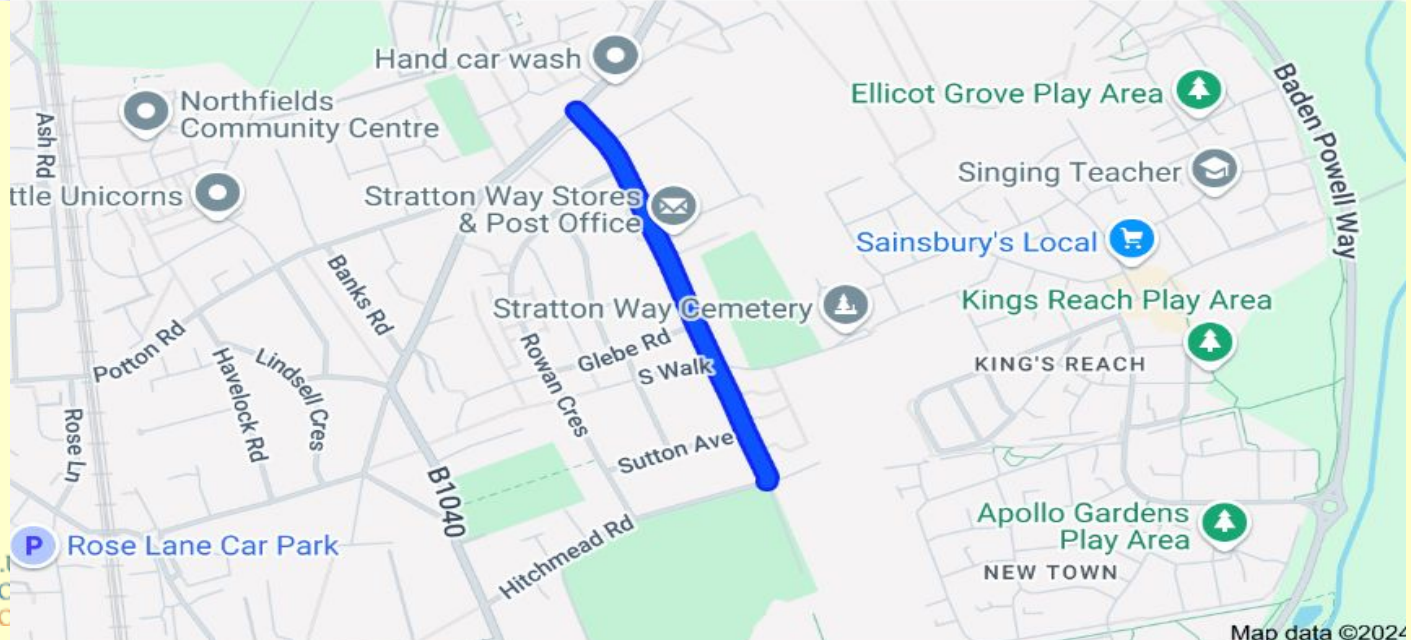 Hand car wash
Northfields
Community Centre
Ash Rd
ttle Unicorns
Stratton Way Stores
& Post Office
Ellicot Grove Play Area
Baden Powell Way
Singing Teacher
Sainsbury's Local
Banks Rd
Stratton Way Cemetery
Kings Reach Play Area
Potton Rd
Glebe Rd
KING'S REACH
S Walk
Rowan Cres
Havelock Rd
Lindsell Cres
Rose Ln
Sutton Ave
B1040
Apollo Gardens
Play Area
P Rose Lane Car Park
Hitchmead Rd
NEW TOWN
Map data ©2024